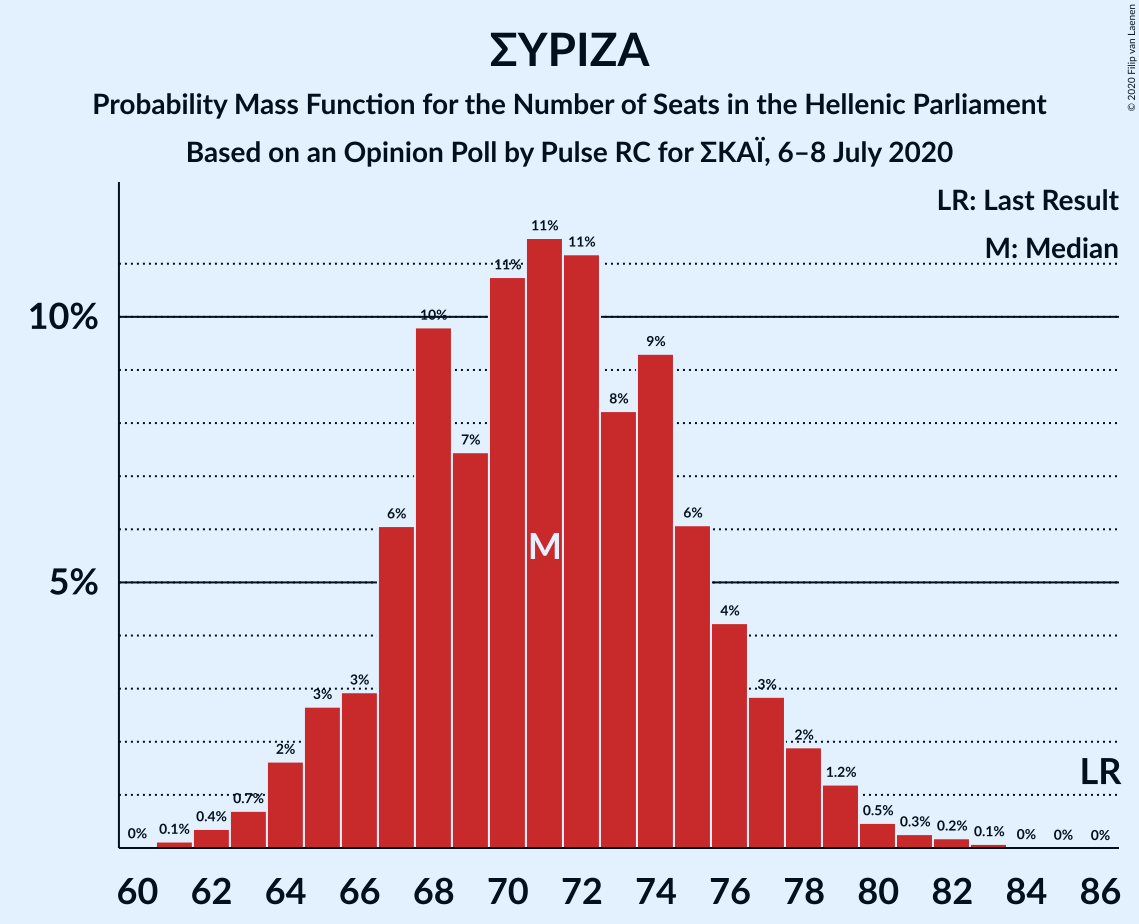 ΣΥΡΙΖΑ
Probability Mass Function for the Number of Seats in the Hellenic Parliament
Based on an Opinion Poll by Pulse RC for ΣΚΑΪ, 6–8 July 2020
© 2020 Filip van Laenen
LR: Last Result
M: Median
10%
5%
0% 0.1% 0.4% 0.7% 2% 3% 3% 6% 10% 7% 11% 11% 11% 8% 9% 6% 4% 3% 2% 1.2% 0.5% 0.3% 0.2% 0.1% 0% 0% 0%
M
LR
60 62 64 66 68 70 72 74 76 78 80 82 84 86